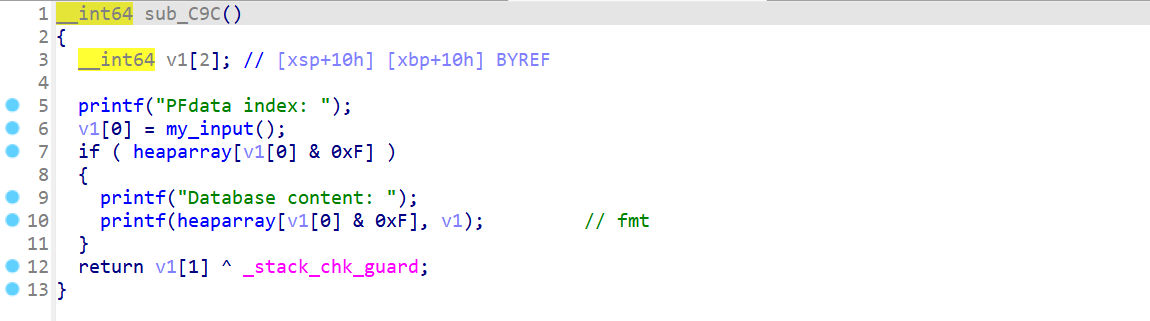 1 __int64 sub_C9C()
2 {
3 __int64 v1[2]; // [xsp+10h] [xbp+10h] BYREF
4
5 printf("PFdata index: ");
6 v1[0] = my_input();
7 if ( heaparray[v1[0] & 0xF] )
8 {
9 printf("Database content: ");
10 printf(heaparray[v1[0] & 0xF], v1); // fmt
11 }
12 return v1[1] ^ _stack_chk_guard;
13 }